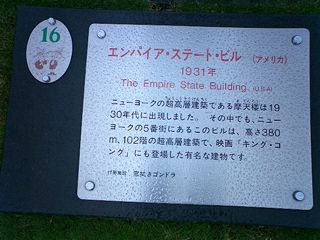 16
エンパイア・ステート・ビル (アメリカ)
1931年
The Empire State Building (U.S.A)
ニューヨークの超高層建築である摩天楼は19
30年代に出現しました。 その中でも、ニュー
ヨークの5番街にあるこのビルは、高さ380
m、102階の超高層建築で、映画「キング・コ
ング」にも登場した有名な建物です。
窓拭きゴンドラ